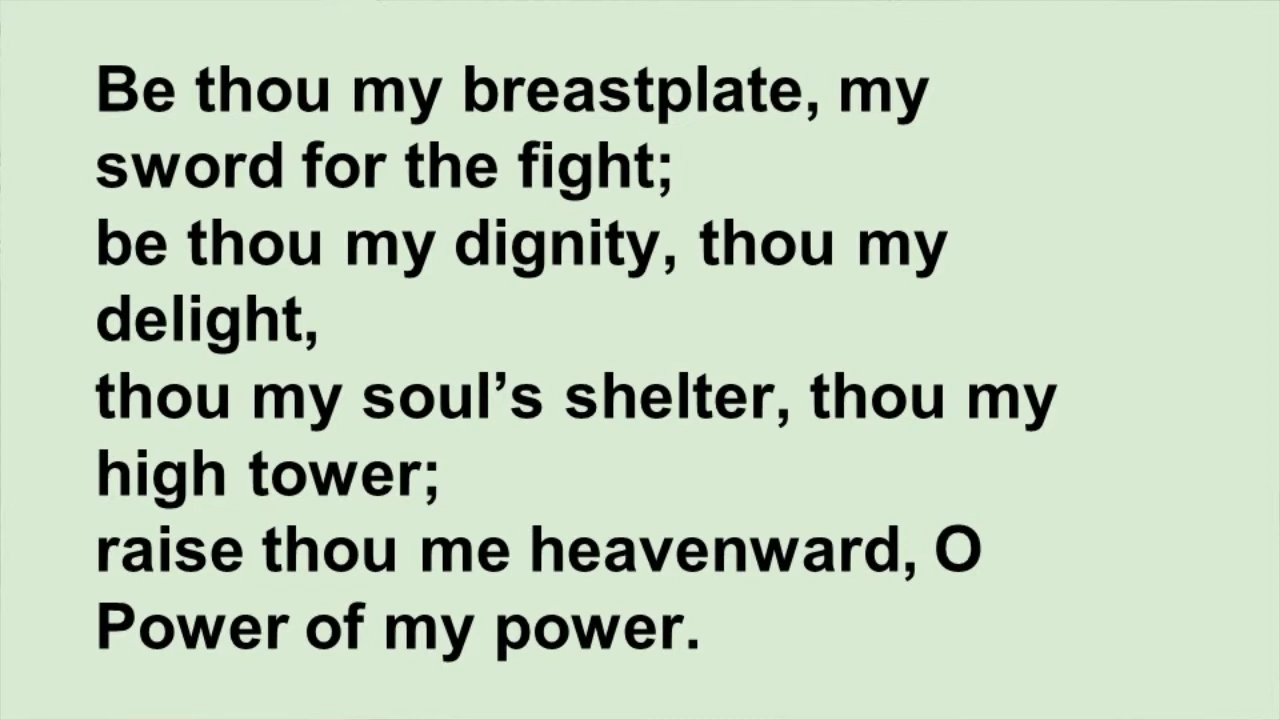 Be thou my breastplate, my
sword for the fight;
be thou my dignity, thou my
delight,
thou my soul’s shelter, thou my
high tower;
raise thou me heavenward, O
Power of my power.